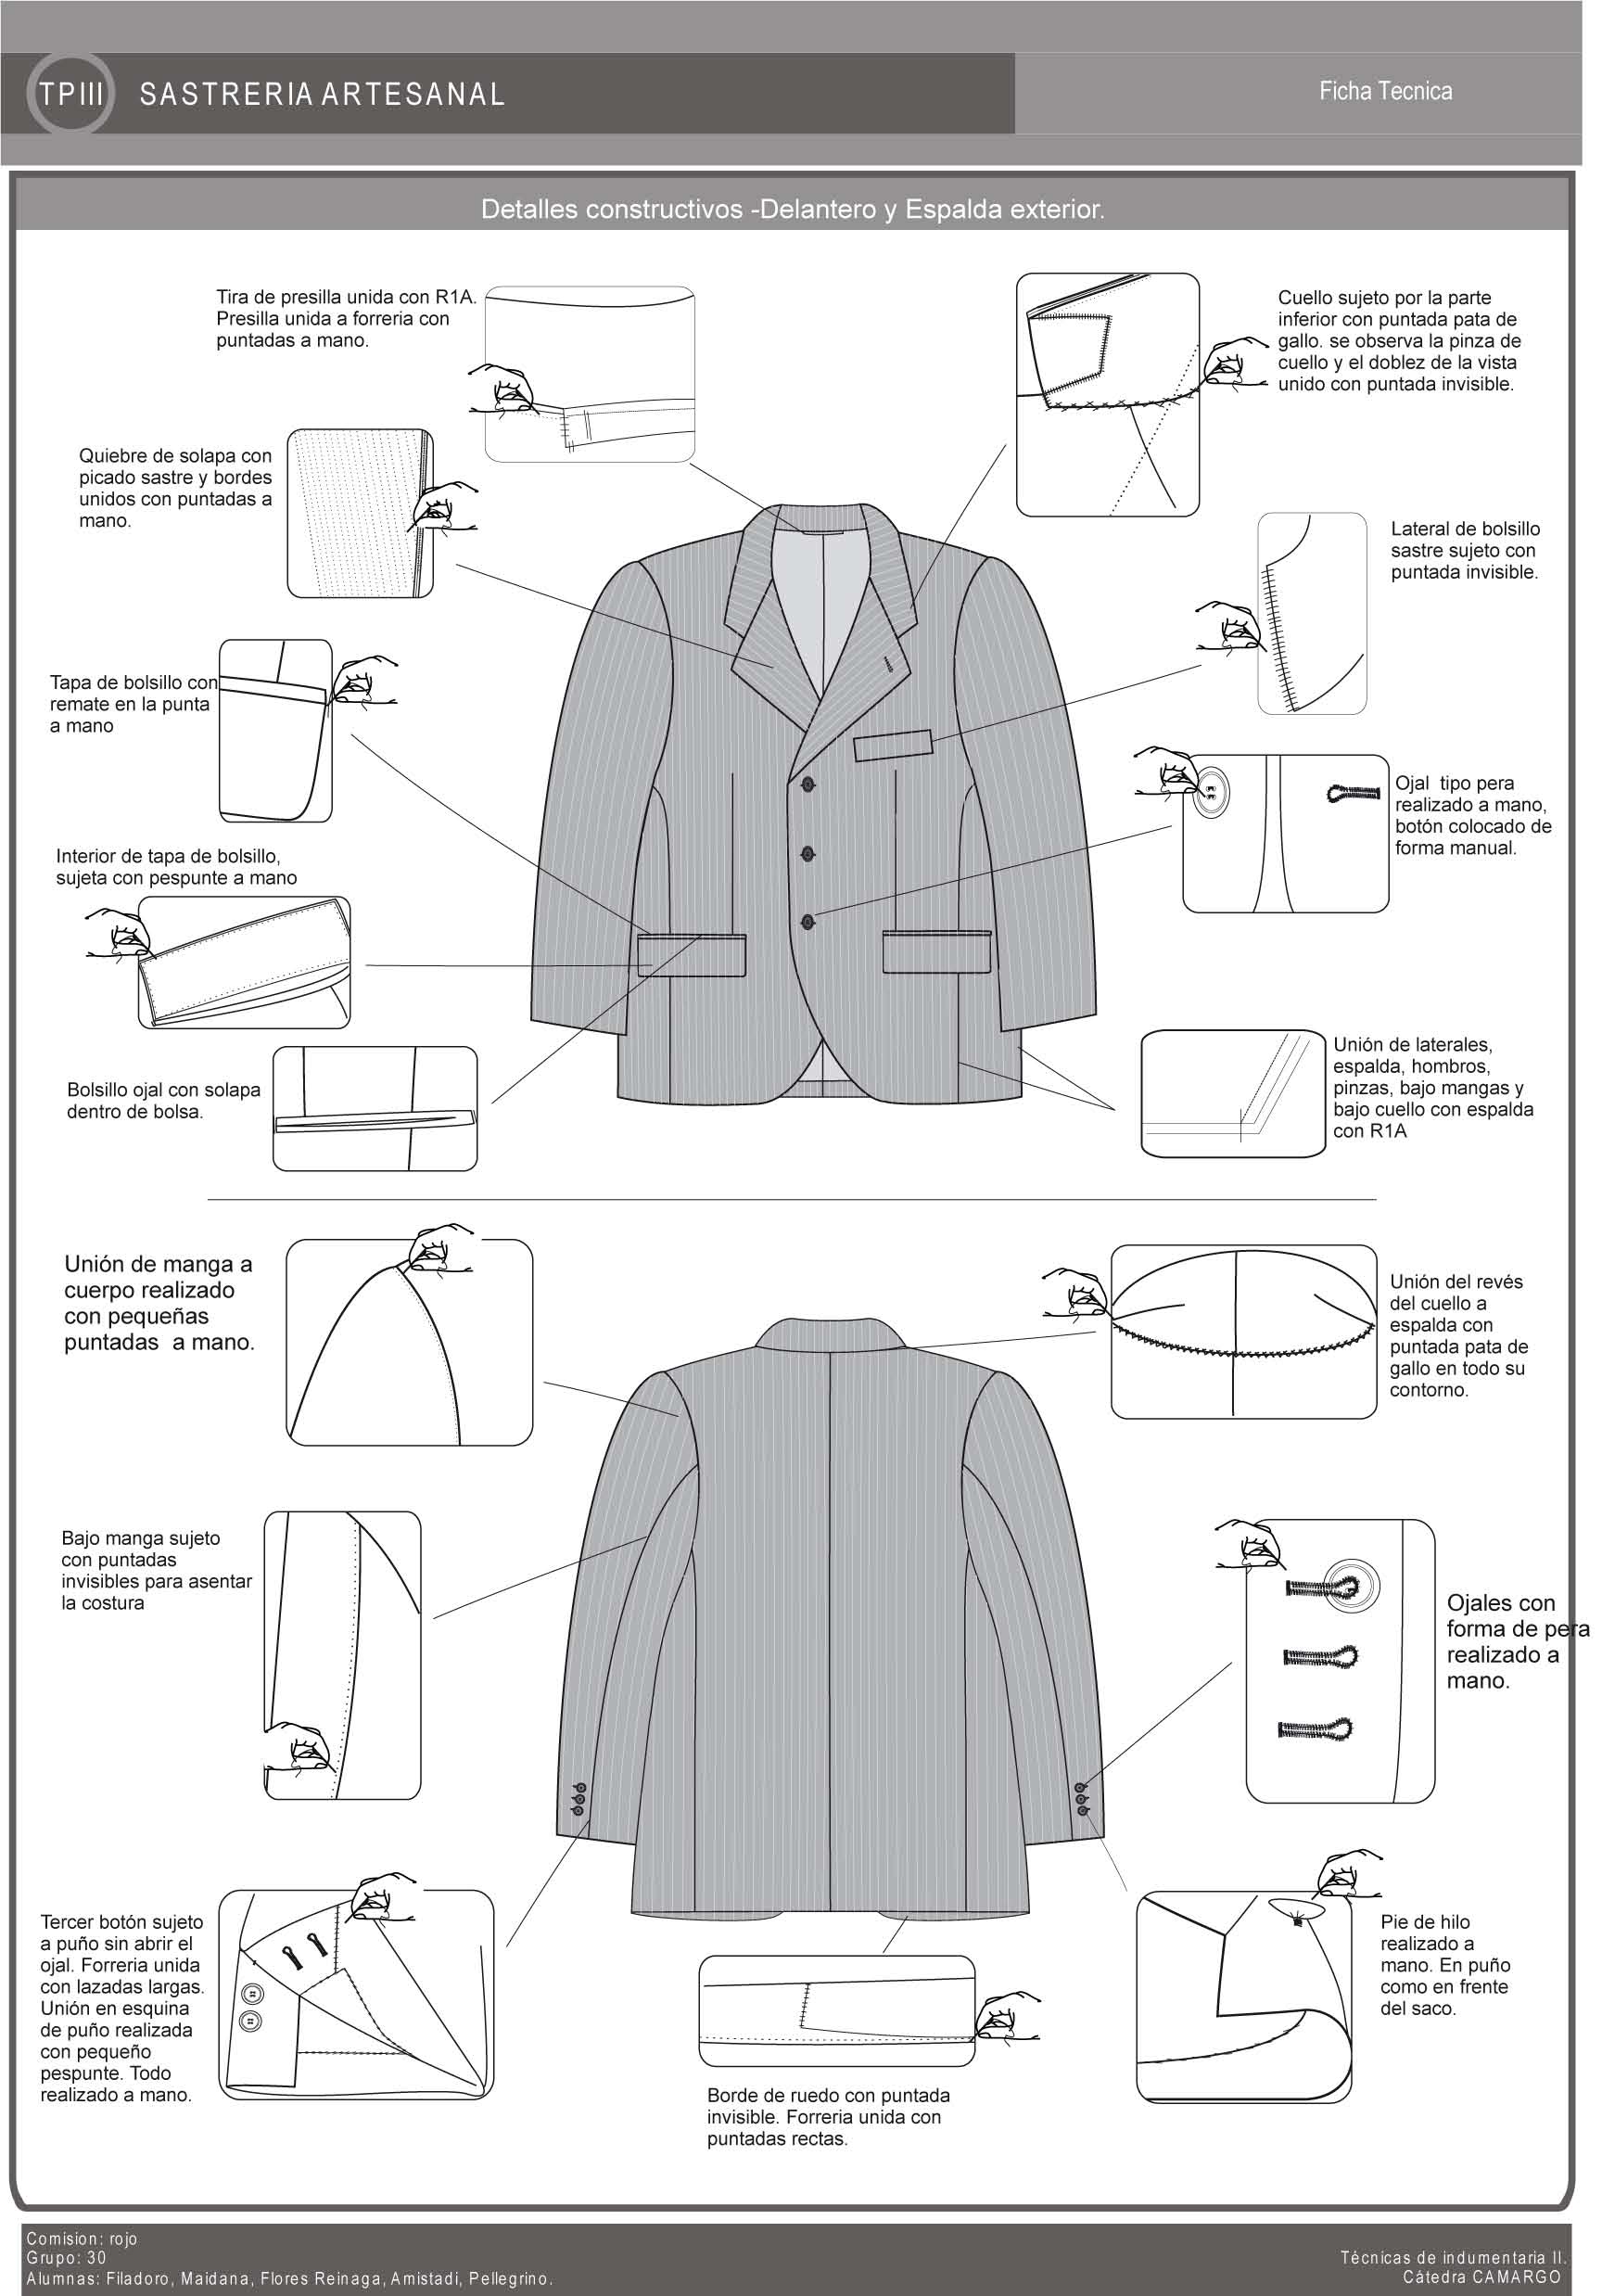 TPIII SASTRERIA ARTESANAL
Ficha Tecnica
Detalles constructivos -Delantero y Espalda exterior.
Tira de presilla unida con R1A.
Presilla unida a forreria con
puntadas a mano.
Cuello sujeto por la parte
inferior con puntada pata de
gallo. se observa la pinza de
cuello y el doblez de la vista
unido con puntada invisible.
Quiebre de solapa con
picado sastre y bordes
unidos con puntadas a
mano.
Lateral de bolsillo
sastre sujeto con
puntada invisible.
Tapa de bolsillo con
remate en la punta
a mano
Ojal tipo pera
realizado a mano,
botón colocado de
forma manual.
Interior de tapa de bolsillo,
sujeta con pespunte a mano
Bolsillo ojal con solapa
dentro de bolsa.
Unión de laterales,
espalda, hombros,
pinzas, bajo mangas y
bajo cuello con espalda
con R1A
Unión de manga a
cuerpo realizado
con pequeñas
puntadas a mano.
Unión del revés
del cuello a
espalda con
puntada pata de
gallo en todo su
contorno.
Bajo manga sujeto
con puntadas
invisibles para asentar
la costura
Ojales con
forma de pera
realizado a
mano.
Tercer botón sujeto
a puño sin abrir el
ojal. Forreria unida
con lazadas largas.
Unión en esquina
de puño realizada
con pequeño
pespunte. Todo
realizado a mano.
Pie de hilo
realizado a
mano. En puño
como en frente
del saco.
Borde de ruedo con puntada
invisible. Forreria unida con
puntadas rectas.
Comision: rojo
Grupo: 30
Alumnas: Filadoro, Maidana, Flores Reinaga, Amistadi, Pellegrino.
Técnicas de indumentaria II.
Cátedra CAMARGO